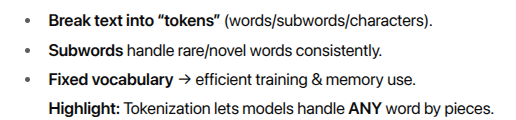 • Break text into “tokens” (words/subwords/characters).
• Subwords handle rare/novel words consistently.
• Fixed vocabulary → efficient training & memory use.
Highlight: Tokenization lets models handle ANY word by pieces.